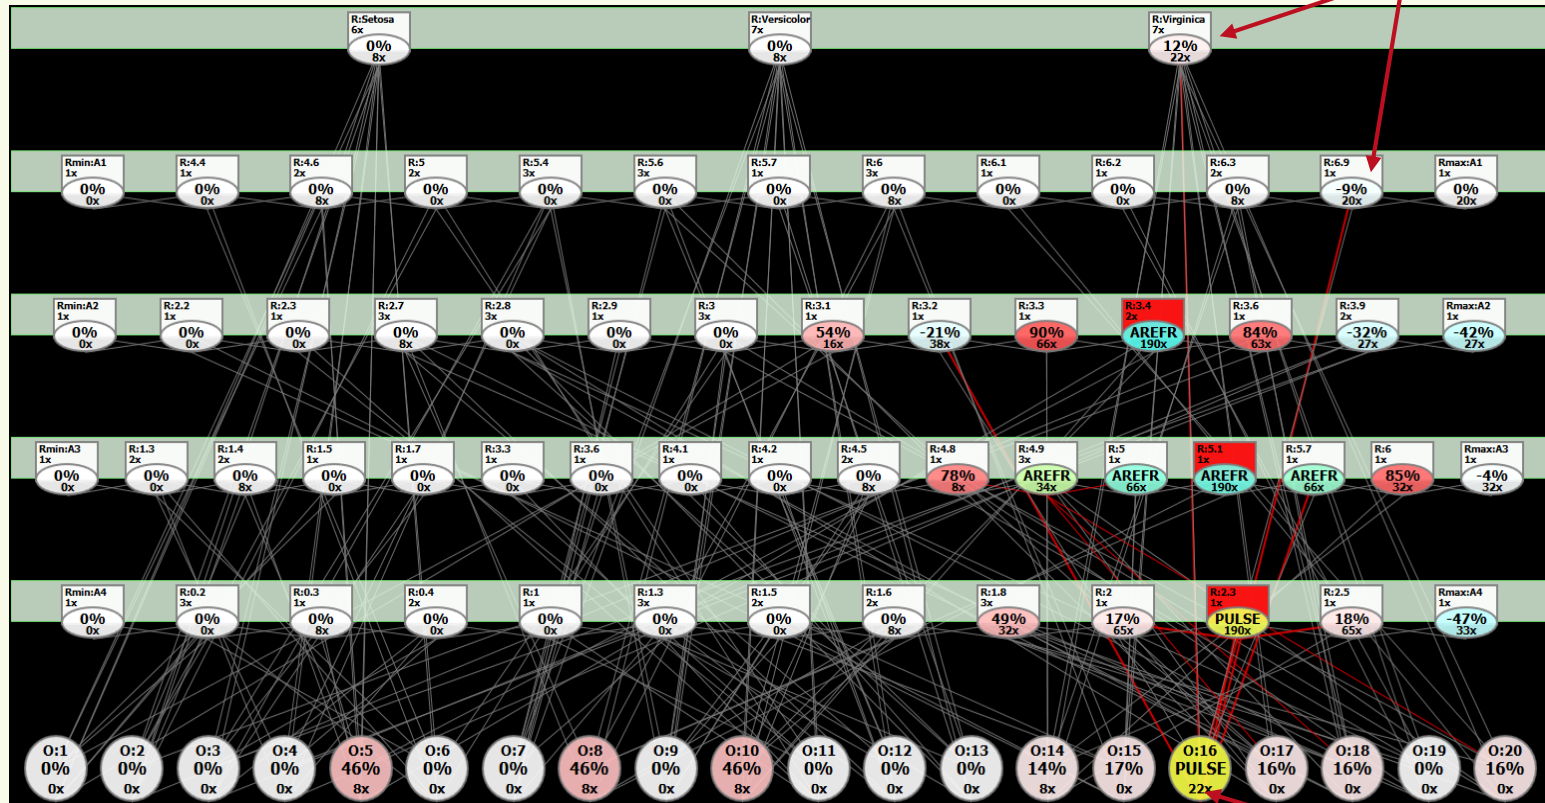 R:Setosa
6x
0%
8x
R:Versicolor
7x
0%
8x
R:Virginica
7x
12%
22x
Rmin:A1
1x
0%
0x
R:4.4
1x
0%
0x
R:4.6
2x
0%
8x
R:5
2x
0%
0x
R:5.4
3x
0%
0x
R:5.6
3x
0%
0x
R:5.7
1x
0%
0x
R:6
3x
0%
8x
R:6.1
1x
0%
0x
R:6.2
1x
0%
0x
R:6.3
2x
0%
8x
R:6.9
1x
-9%
20x
Rmax:A1
1x
0%
20x
Rmin:A2
1x
0%
0x
R:2.2
1x
0%
0x
R:2.3
1x
0%
0x
R:2.7
3x
0%
8x
R:2.8
3x
0%
0x
R:2.9
1x
0%
0x
R:3
3x
0%
0x
R:3.1
1x
54%
16x
R:3.2
1x
-21%
38x
R:3.3
1x
90%
66x
R:3.4
2x
AREFR
190x
R:3.6
1x
84%
63x
R:3.9
2x
-32%
27x
Rmax:A2
1x
-42%
27x
Rmin:A3
1x
0%
0x
R:1.3
2x
0%
0x
R:1.4
2x
0%
8x
R:1.5
1x
0%
0x
R:1.7
1x
0%
0x
R:3.3
1x
0%
0x
R:3.6
1x
0%
0x
R:4.1
1x
0%
0x
R:4.2
1x
0%
0x
R:4.5
2x
0%
8x
R:4.8
1x
78%
8x
R:4.9
3x
AREFR
34x
R:5
1x
AREFR
66x
R:5.1
1x
AREFR
190x
R:5.7
1x
AREFR
66x
R:6
1x
85%
32x
Rmax:A3
1x
-4%
32x
Rmin:A4
1x
0%
0x
R:0.2
3x
0%
0x
R:0.3
1x
0%
8x
R:0.4
2x
0%
0x
R:1
1x
0%
0x
R:1.3
3x
0%
0x
R:1.5
2x
0%
0x
R:1.6
2x
0%
8x
R:1.8
3x
49%
32x
R:2
1x
17%
65x
R:2.3
1x
PULSE
190x
R:2.5
1x
18%
65x
Rmax:A4
1x
-47%
33x
O:1
0%
0x
O:2
0%
0x
O:3
0%
0x
O:4
0%
0x
O:5
46%
8x
O:6
0%
0x
O:7
0%
0x
O:8
46%
8x
O:9
0%
0x
O:10
46%
8x
O:11
0%
0x
O:12
0%
0x
O:13
0%
0x
O:14
14%
8x
O:15
17%
0x
O:16
PULSE
22x
O:17
16%
0x
O:18
16%
0x
O:19
0%
0x
O:20
16%
0x